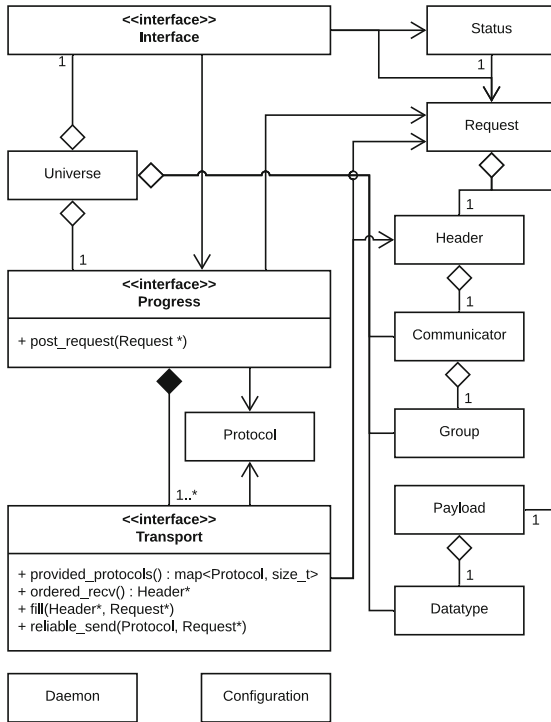 <<interface>>
Interface
Status
1
1
Request
Universe
1
1
1
Header
<<interface>>
Progress
1
+ post_request(Request *)
Communicator
1
Protocol
Group
1..*
Payload
1
<<interface>>
Transport
+ provided_protocols() : map<Protocol, size_t>
+ ordered_recv() : Header*
+ fill(Header*, Request*)
+ reliable_send(Protocol, Request*)
1
Datatype
Daemon
Configuration